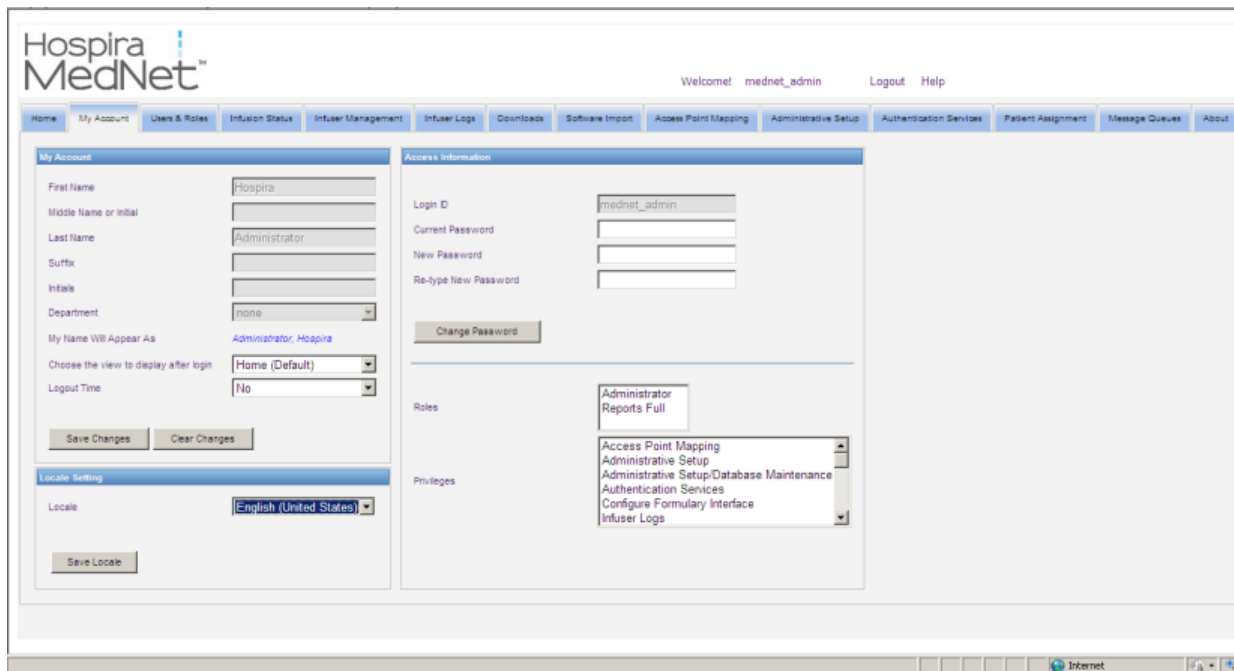 Hospira
MedNet™
Welcome! mednet_admin Logout Help
Home My Account Users & Roles Infusion Status Infuser Management Infuser Logs Downloads Software Import Access Point Mapping Administrative Setup Authentication Services Patient Assignment Message Queues About
My Account
First Name Hospira
Middle Name or Initial
Last Name Administrator
Suffix
Initials
Department none
My Name Will Appear As Administrator, Hospira
Choose the view to display after login Home (Default)
Logout Time No
Save Changes Clear Changes
Locale Setting
Locale English (United States)
Save Locale
Access Information
Login ID mednet_admin
Current Password
New Password
Re-type New Password
Change Password
Roles
Administrator
Reports Full
Privileges
Access Point Mapping
Administrative Setup
Administrative Setup/Database Maintenance
Authentication Services
Configure Formulary Interface
Infuser Logs
Internet